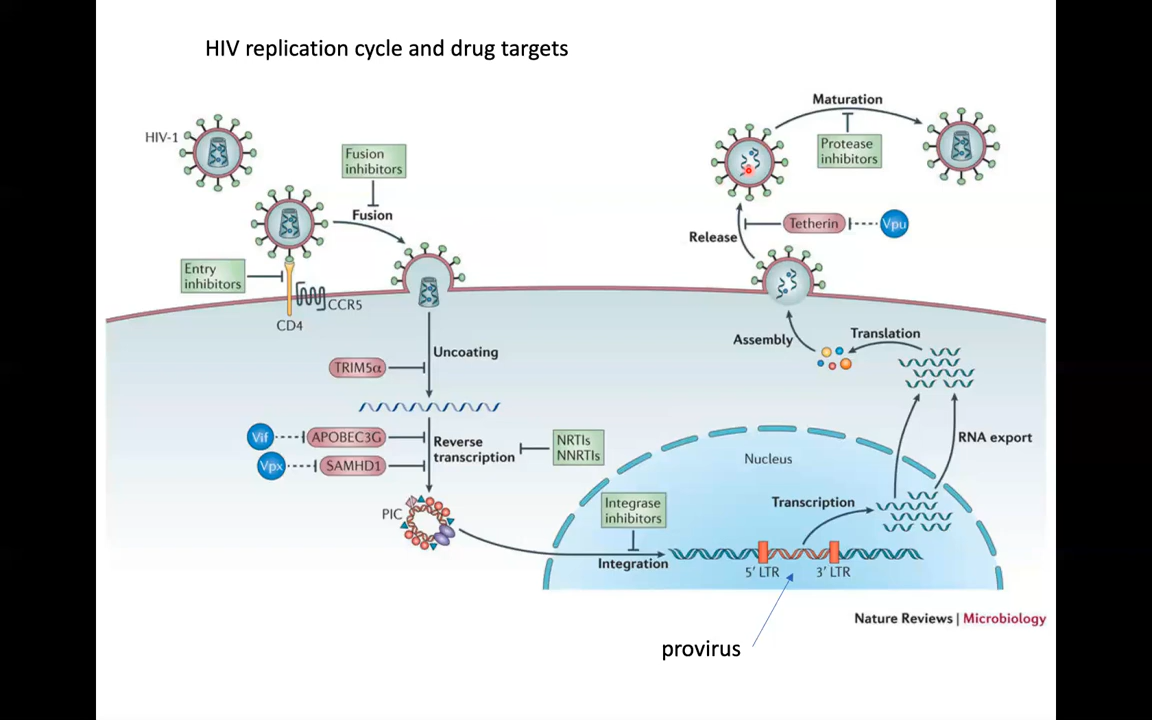 HIV replication cycle and drug targets
HIV-1
Fusion
inhibitors
Fusion
Entry
inhibitors
CCR5
CD4
Uncoating
TRIM5α
Vif
APOBEC3G
Vpx
SAMHD1
Reverse
transcription
NRTIs
NNRTIs
PIC
Integrase
inhibitors
Integration
Nucleus
Transcription
5′ LTR
3′ LTR
provirus
RNA export
Translation
Assembly
Release
Tetherin
Vpu
Maturation
Protease
inhibitors
Nature Reviews | Microbiology